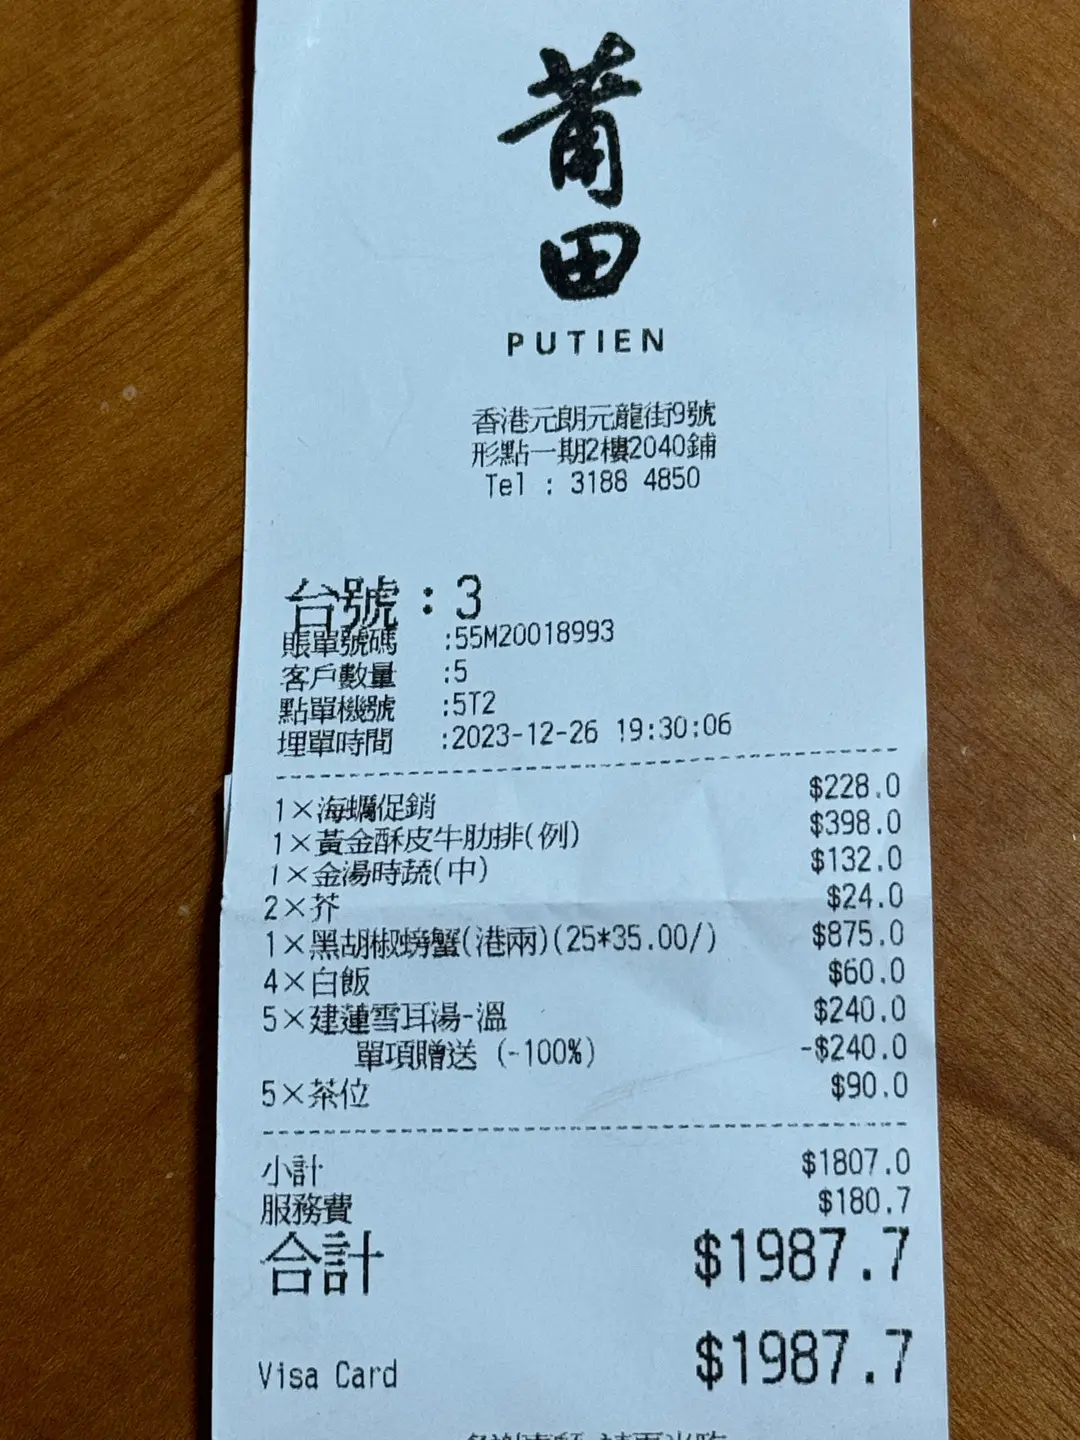 莆田
PUTIEN
香港元朗元龍街9號
形點一期2樓2040鋪
Tel : 3188 4850
台號 : 3
賬單號碼 :55M20018993
客戶數量 :5
點單機號 :5T2
埋單時間 :2023-12-26 19:30:06
1×海蠣促銷 $228.0
1×黃金酥皮牛肋排(例) $398.0
1×金湯時蔬(中) $132.0
2×芥 $24.0
1×黑胡椒螃蟹(港兩)(25*35.00/) $875.0
4×白飯 $60.0
5×建蓮雪耳湯-溫 $240.0
單項贈送 (-100%) -$240.0
5×茶位 $90.0
小計 $1807.0
服務費 $180.7
合計 $1987.7
Visa Card $1987.7